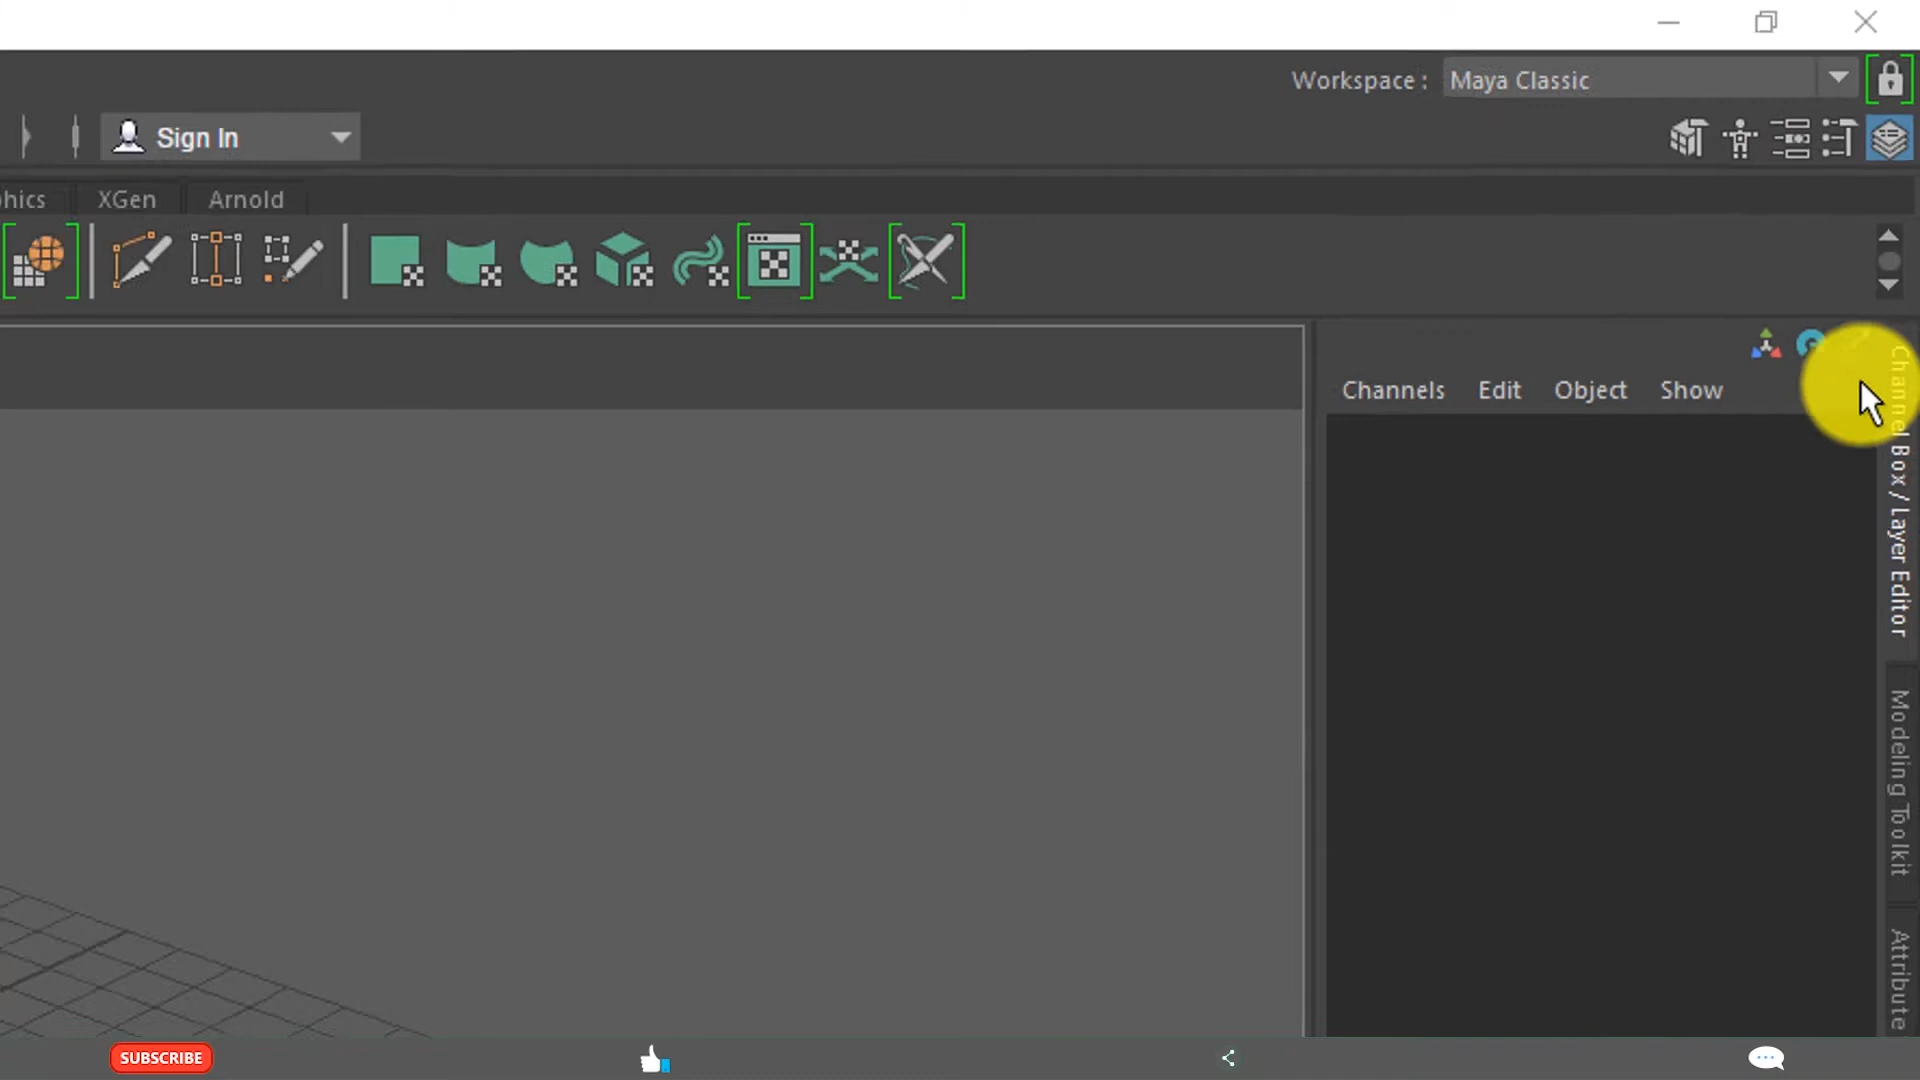 Workspace : Maya Classic
Sign In
hics XGen Arnold
Channels Edit Object Show
Channel Box / Layer Editor
Modeling Toolkit
Attribute
SUBSCRIBE